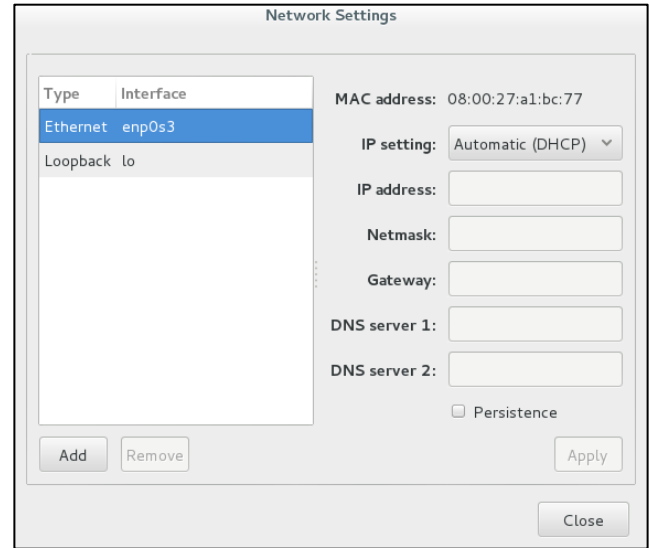 Network Settings
Type Interface
Ethernet enp0s3
Loopback lo
MAC address: 08:00:27:a1:bc:77
IP setting: Automatic (DHCP)
IP address:
Netmask:
Gateway:
DNS server 1:
DNS server 2:
Persistence
Add Remove
Apply
Close